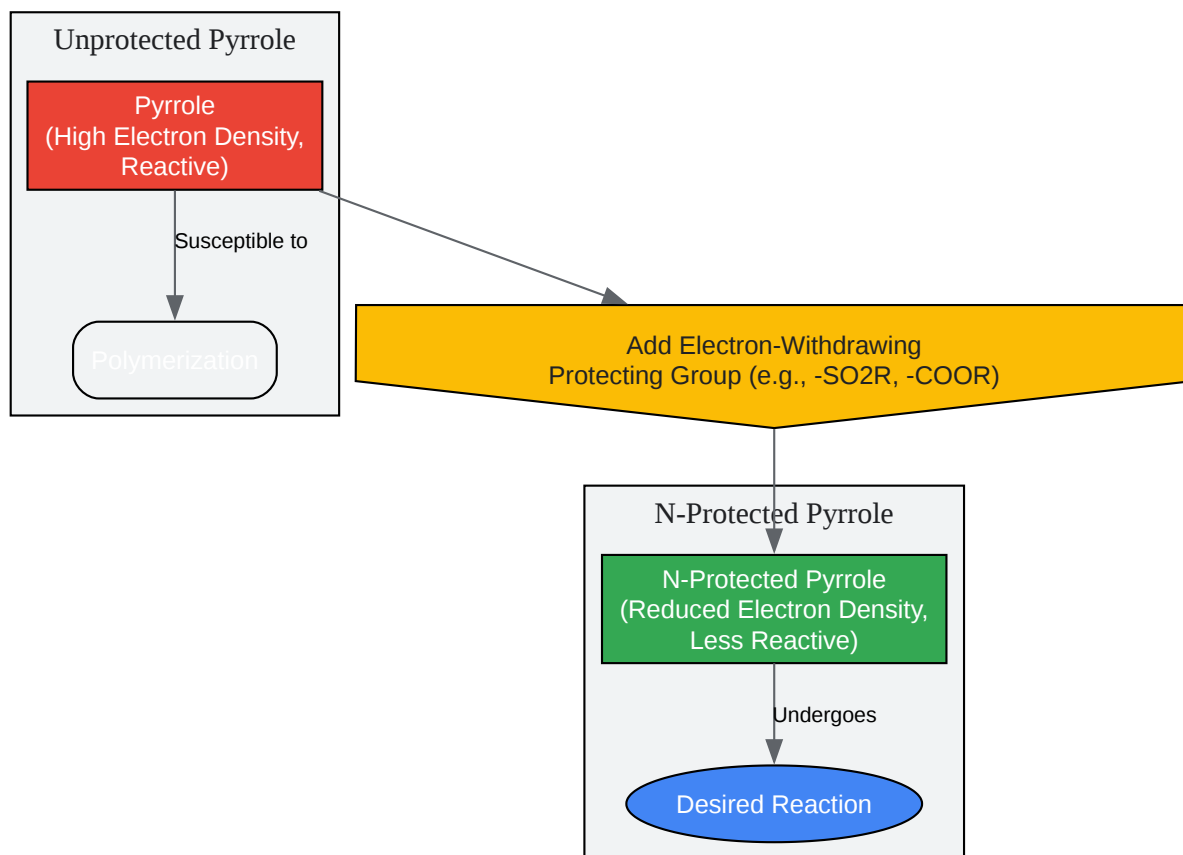 Unprotected Pyrrole
Pyrrole
(High Electron Density,
Reactive)
Susceptible to
Polymerization
Add Electron-Withdrawing
Protecting Group (e.g., -SO2R, -COOR)
N-Protected Pyrrole
N-Protected Pyrrole
(Reduced Electron Density,
Less Reactive)
Undergoes
Desired Reaction